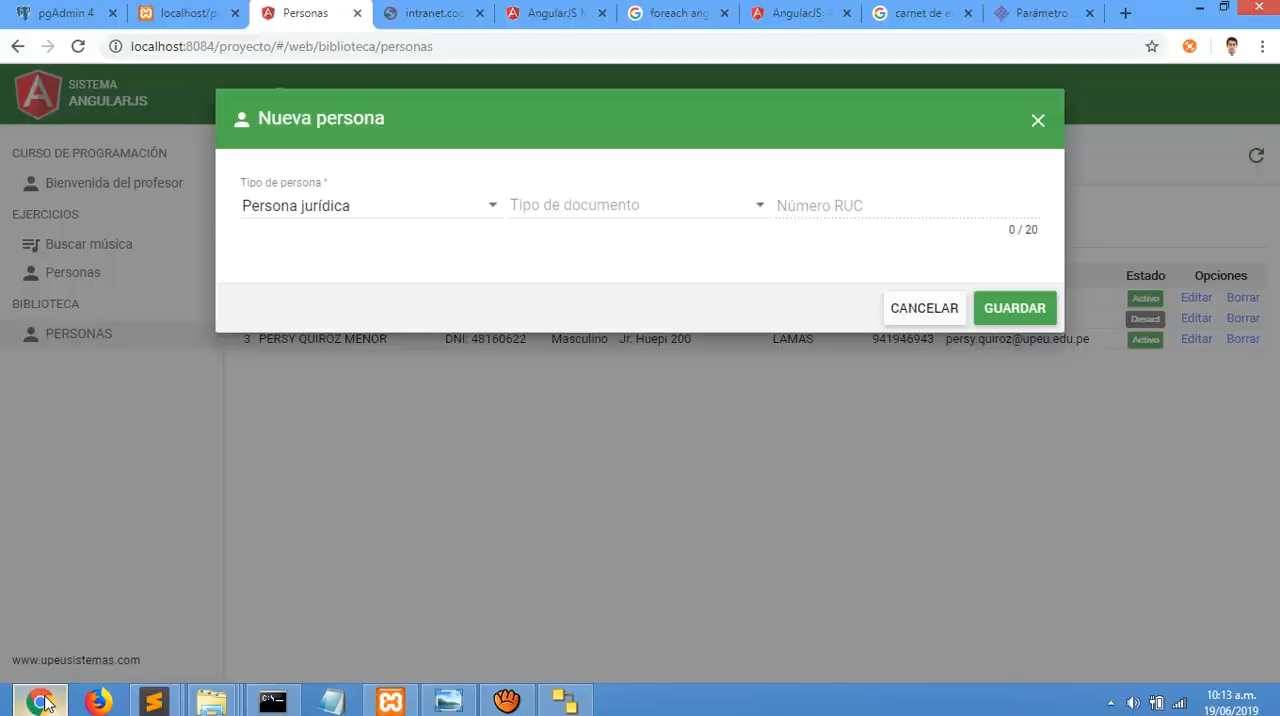 pgAdmin 4
localhost/p
Personas
intranet.coo
AngularJS M
foreach ang
AngularJS: A
carnet de e
Parámetro
localhost:8084/proyecto/#/web/biblioteca/personas
SISTEMA
ANGULARJS
Nueva persona
CURSO DE PROGRAMACIÓN
Bienvenida del profesor
EJERCICIOS
Buscar música
Personas
BIBLIOTECA
PERSONAS
Tipo de persona *
Persona jurídica
Tipo de documento
Número RUC
0 / 20
CANCELAR
GUARDAR
Estado Opciones
Activo Editar Borrar
Desact Editar Borrar
3 PERSY QUIROZ MENOR DNI: 48160622 Masculino Jr. Huepi 200 LAMAS 941946943 persy.quiroz@upeu.edu.pe Activo Editar Borrar
www.upeusistemas.com
10:13 a.m.
19/06/2019